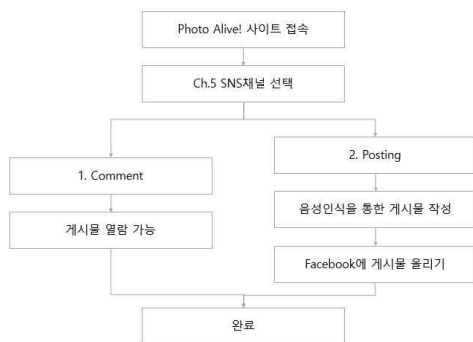 Photo Alive! 사이트 접속
Ch.5 SNS채널 선택
1. Comment
게시물 열람 가능
2. Posting
음성인식을 통한 게시물 작성
Facebook에 게시물 올리기
완료